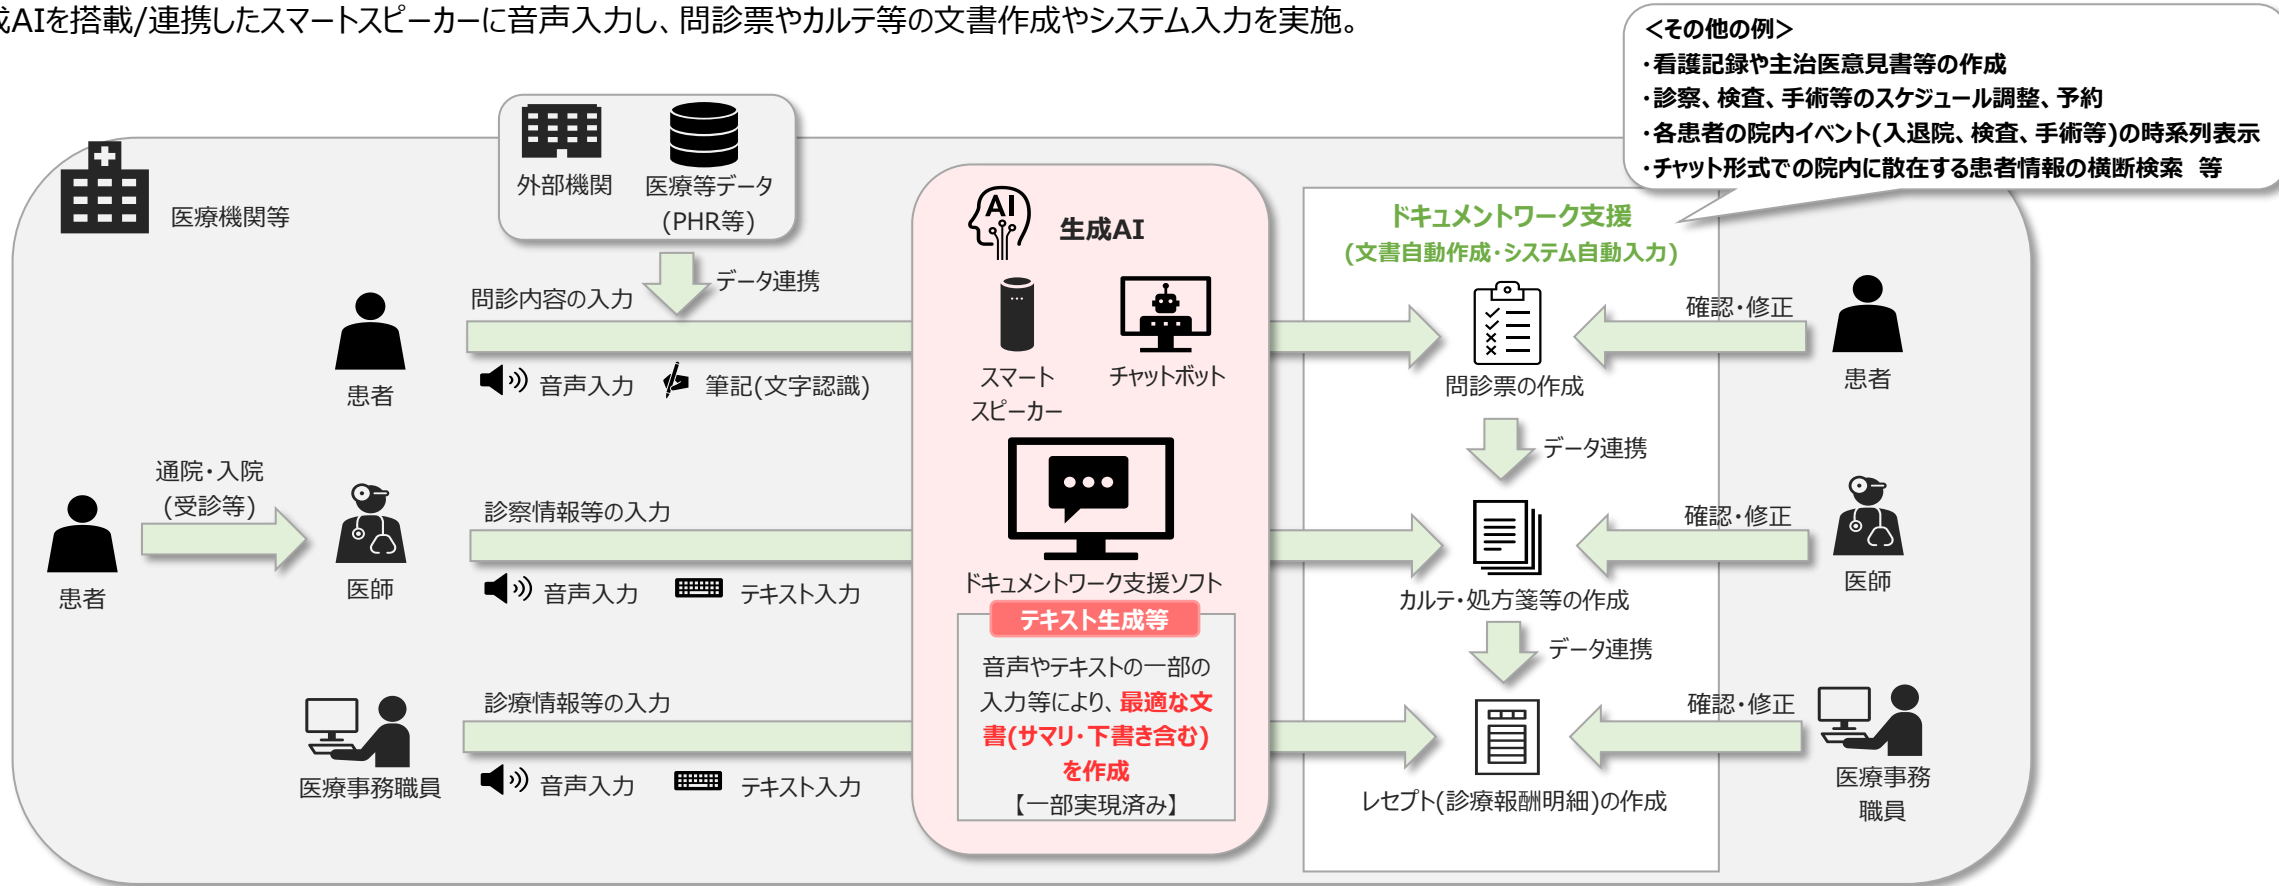 成AIを搭載/連携したスマートスピーカーに音声入力し、問診票やカルテ等の文書作成やシステム入力を実施。
＜その他の例＞
・看護記録や主治医意見書等の作成
・診察、検査、手術等のスケジュール調整、予約
・各患者の院内イベント(入退院、検査、手術等)の時系列表示
・チャット形式での院内に散在する患者情報の横断検索 等
医療機関等
外部機関
医療等データ
(PHR等)
データ連携
患者
問診内容の入力
音声入力
筆記(文字認識)
患者
通院・入院
(受診等)
医師
診察情報等の入力
音声入力
テキスト入力
医療事務職員
診療情報等の入力
音声入力
テキスト入力
AI
生成AI
スマート
スピーカー
チャットボット
ドキュメントワーク支援ソフト
テキスト生成等
音声やテキストの一部の
入力等により、最適な文
書(サマリ・下書き含む)
を作成
【一部実現済み】
ドキュメントワーク支援
(文書自動作成・システム自動入力)
問診票の作成
データ連携
カルテ・処方箋等の作成
データ連携
レセプト(診療報酬明細)の作成
確認・修正
患者
確認・修正
医師
確認・修正
医療事務
職員